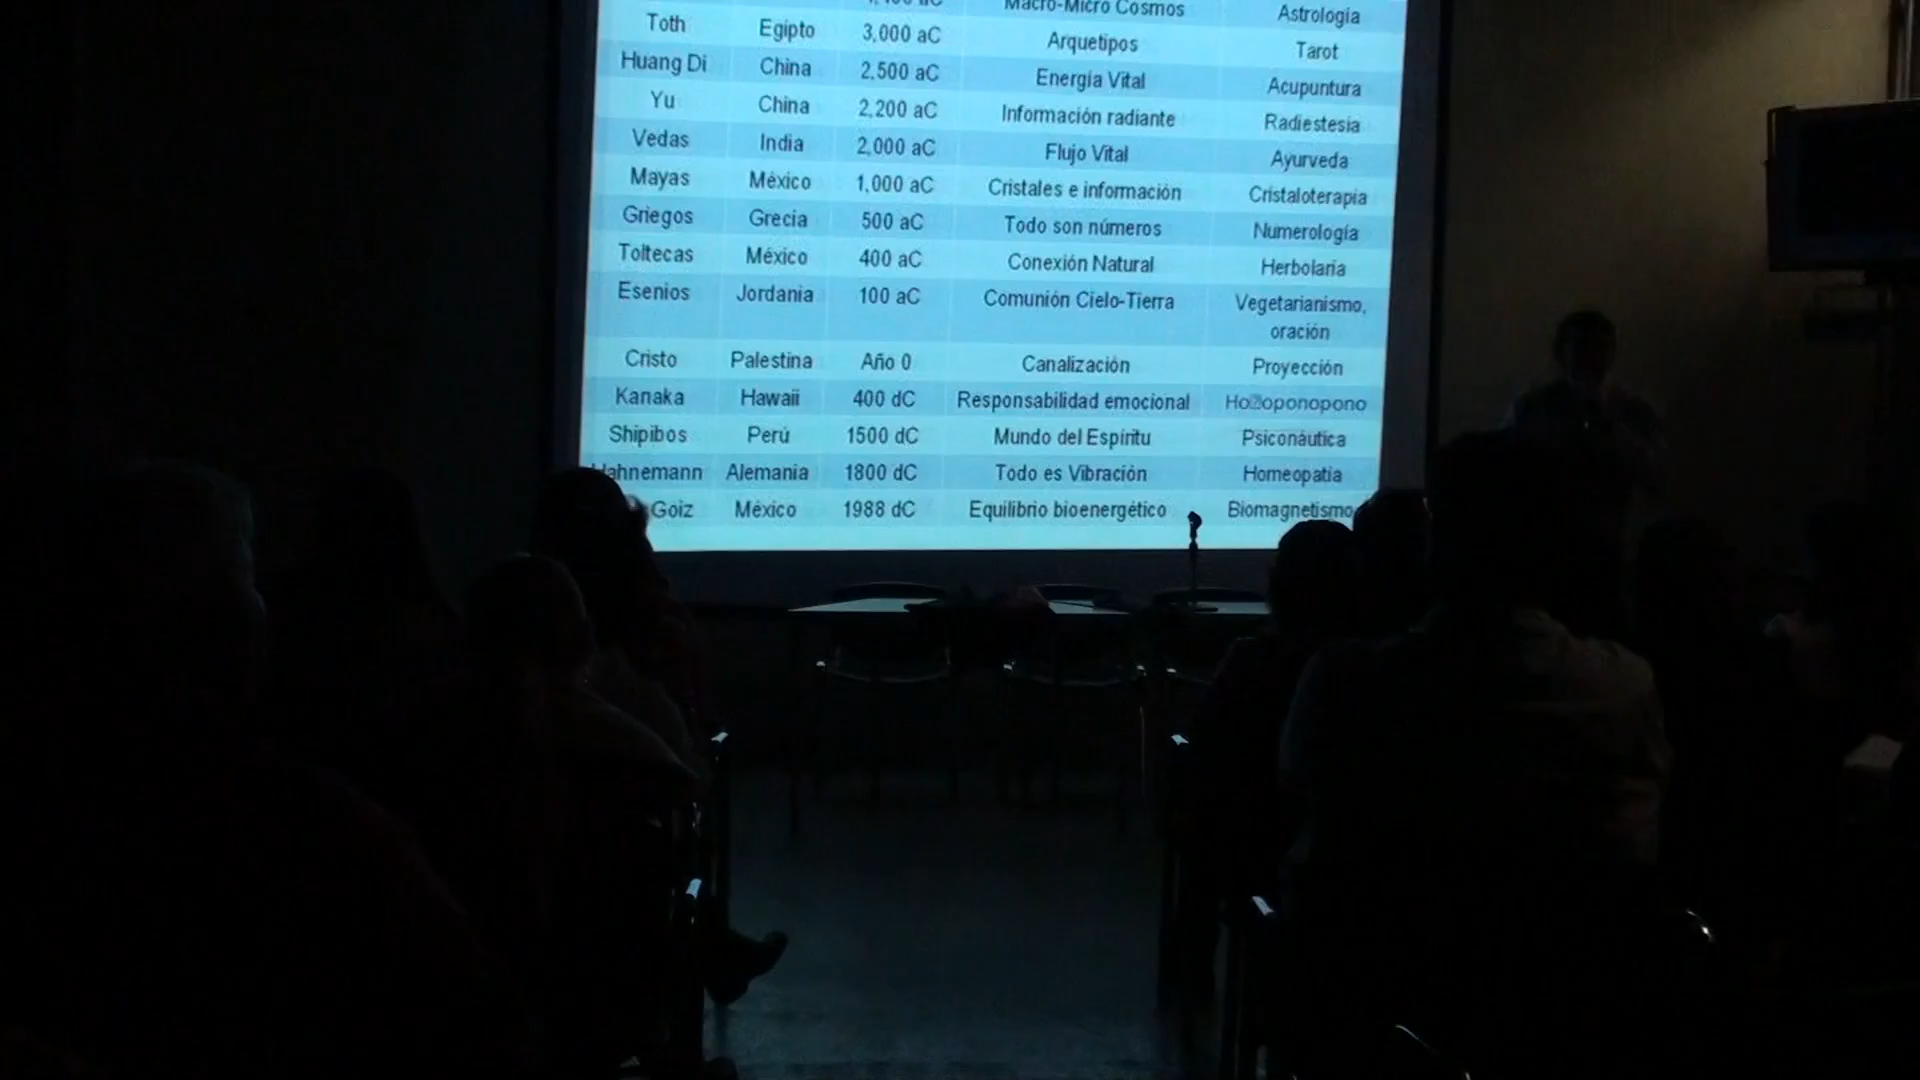 Macro-Micro Cosmos Astrología
Toth Egipto 3,000 aC Arquetipos Tarot
Huang Di China 2,500 aC Energía Vital Acupuntura
Yu China 2,200 aC Información radiante Radiestesia
Vedas India 2,000 aC Flujo Vital Ayurveda
Mayas México 1,000 aC Cristales e información Cristaloterapia
Griegos Grecia 500 aC Todo son números Numerología
Toltecas México 400 aC Conexión Natural Herbolaria
Esenios Jordania 100 aC Comunión Cielo-Tierra Vegetarianismo,
oración
Cristo Palestina Año 0 Canalización Proyección
Kanaka Hawaii 400 dC Responsabilidad emocional
Shipibos Perú 1500 dC Mundo del Espíritu Psiconáutica
Hahnemann Alemania 1800 dC Todo es Vibración Homeopatía
Goiz México 1988 dC Equilibrio bioenergético Biomagnetismo